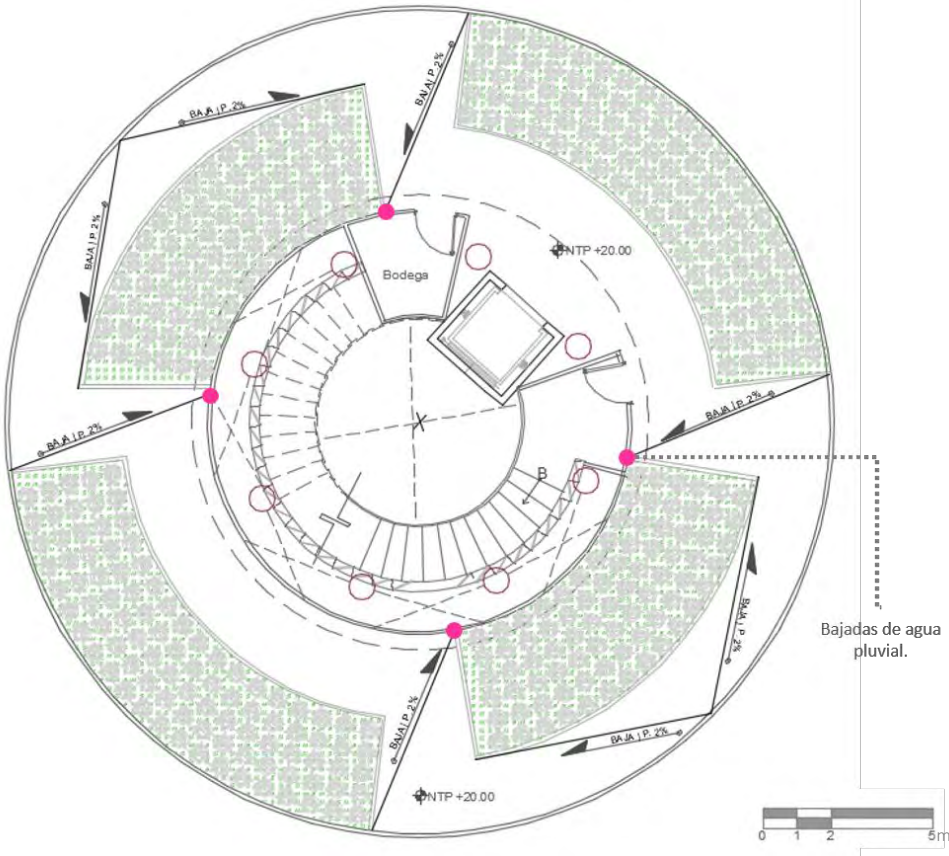 BAJA | P. 2%
BAJA | P. 2%
BAJA | P. 2%
NTP +20.00
Bodega
BAJA | P. 2%
BAJA | P. 2%
X
B
BAJA | P. 2%
Bajadas de agua
pluvial.
BAJA | P. 2%
BAJA | P. 2%
NTP +20.00
0 1 2 5m